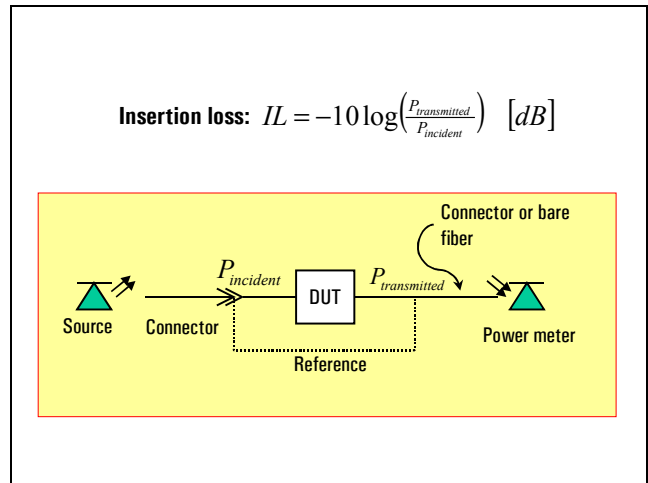 Insertion loss: IL = −10 log(P_transmitted / P_incident) [dB]
Connector or bare
fiber
P_incident
P_transmitted
DUT
Source
Connector
Power meter
Reference